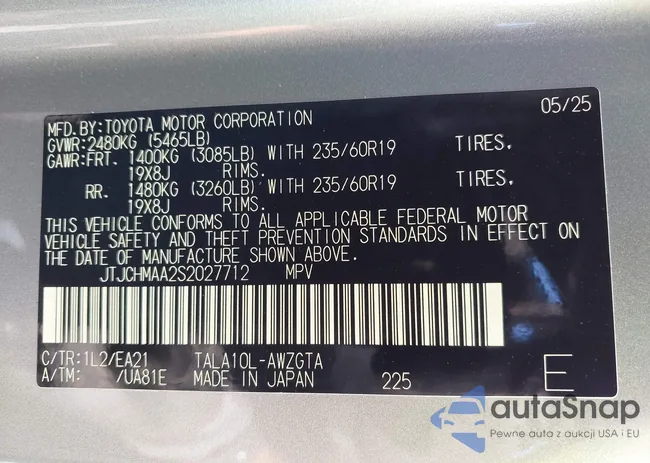 05/25
MFD.BY:TOYOTA MOTOR CORPORATION
GVWR:2480KG (5465LB)
GAWR:FRT. 1400KG (3085LB) WITH 235/60R19 TIRES.
19X8J RIMS.
RR. 1480KG (3260LB) WITH 235/60R19 TIRES.
19X8J RIMS.
THIS VEHICLE CONFORMS TO ALL APPLICABLE FEDERAL MOTOR
VEHICLE SAFETY AND THEFT PREVENTION STANDARDS IN EFFECT ON
THE DATE OF MANUFACTURE SHOWN ABOVE.
JTJCHMAA2S2027712 MPV
C/TR:1L2/EA21 TALA10L-AWZGTA
A/TM: /UA81E MADE IN JAPAN 225 E
autaSnap
Pewne auta z aukcji USA i EU